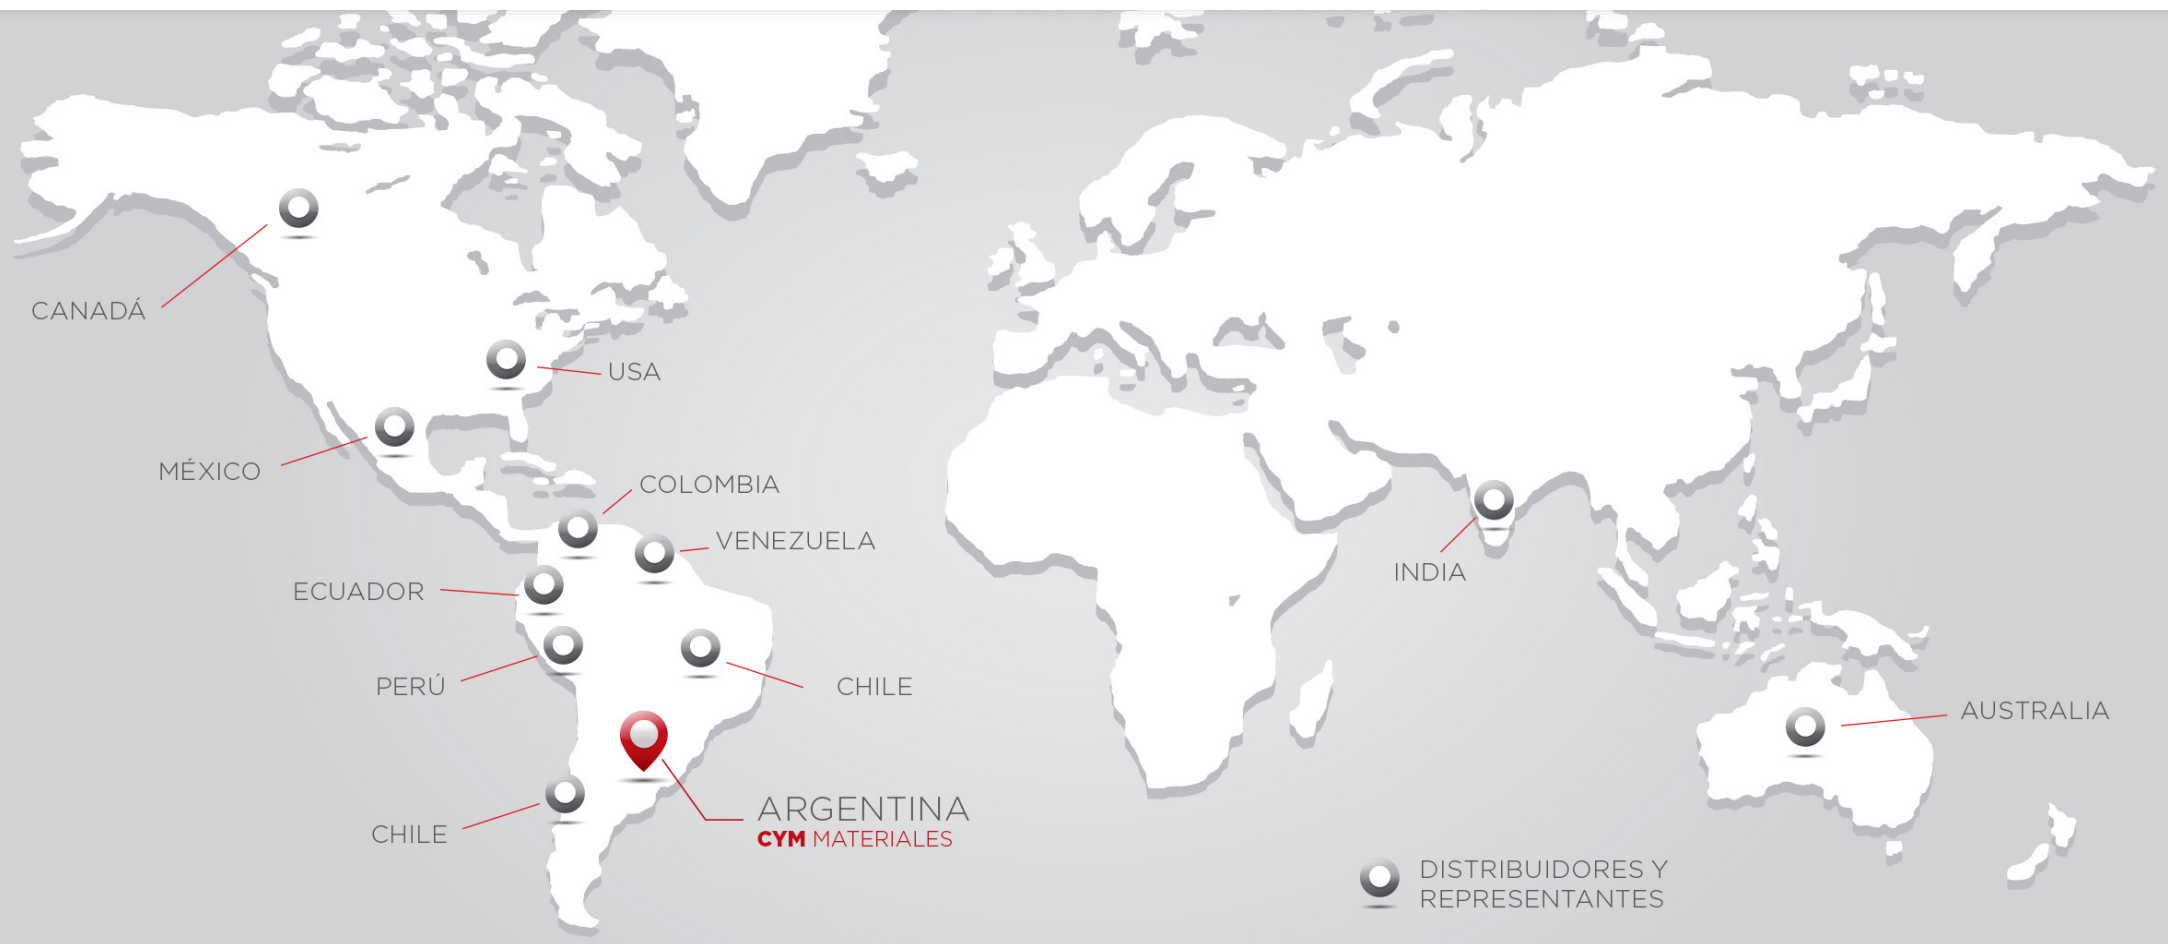 CANADÁ
USA
MÉXICO
COLOMBIA
VENEZUELA
ECUADOR
INDIA
PERÚ
CHILE
AUSTRALIA
ARGENTINA
CYM MATERIALES
CHILE
DISTRIBUIDORES Y
REPRESENTANTES